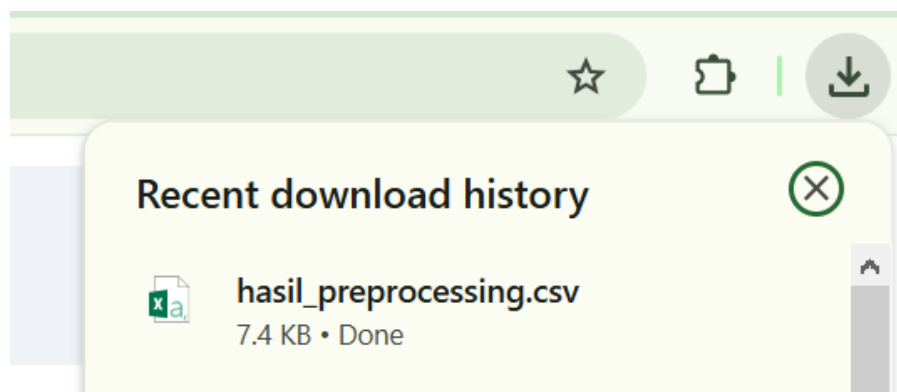 Recent download history
hasil_preprocessing.csv
7.4 KB • Done